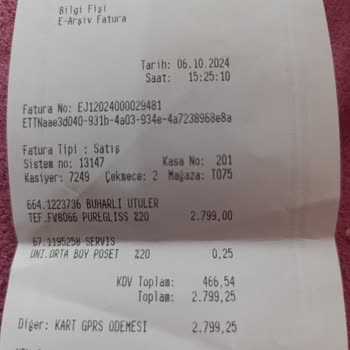 Bilgi Fişi
E-Arşiv Fatura
Tarih: 06.10.2024
Saat: 15:25:10
Fatura No: EJ12024000029481
ETTNaae3d040-931b-4a03-934e-4a7238968e8a
Fatura Tipi : Satış
Sistem no: 13147 Kasa No: 201
Kasiyer: 7249 Çekmece: 2 Mağaza: T075
664.1223736 BUHARLI UTULER
TEF.FV8066 PUREGLISS %20 2.799,00
67.1195258 SERVIS
UNI.ORTA BOY POSET %20 0,25
KDV Toplam: 466,54
Toplam: 2.799,25
Diğer: KART GPRS ODEMESI 2.799,25